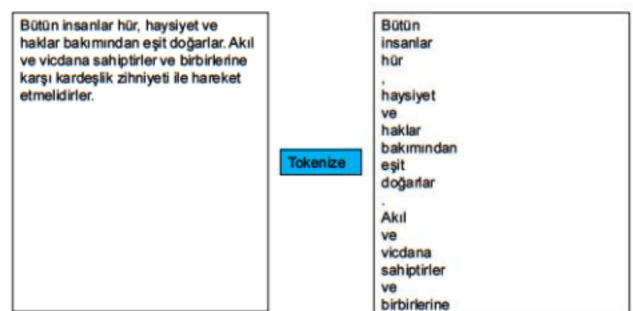 Bütün insanlar hür, haysiyet ve
haklar bakımından eşit doğarlar. Akıl
ve vicdana sahiptirler ve birbirlerine
karşı kardeşlik zihniyeti ile hareket
etmelidirler.
Tokenize
Bütün
insanlar
hür
,
haysiyet
ve
haklar
bakımından
eşit
doğarlar
.
Akıl
ve
vicdana
sahiptirler
ve
birbirlerine